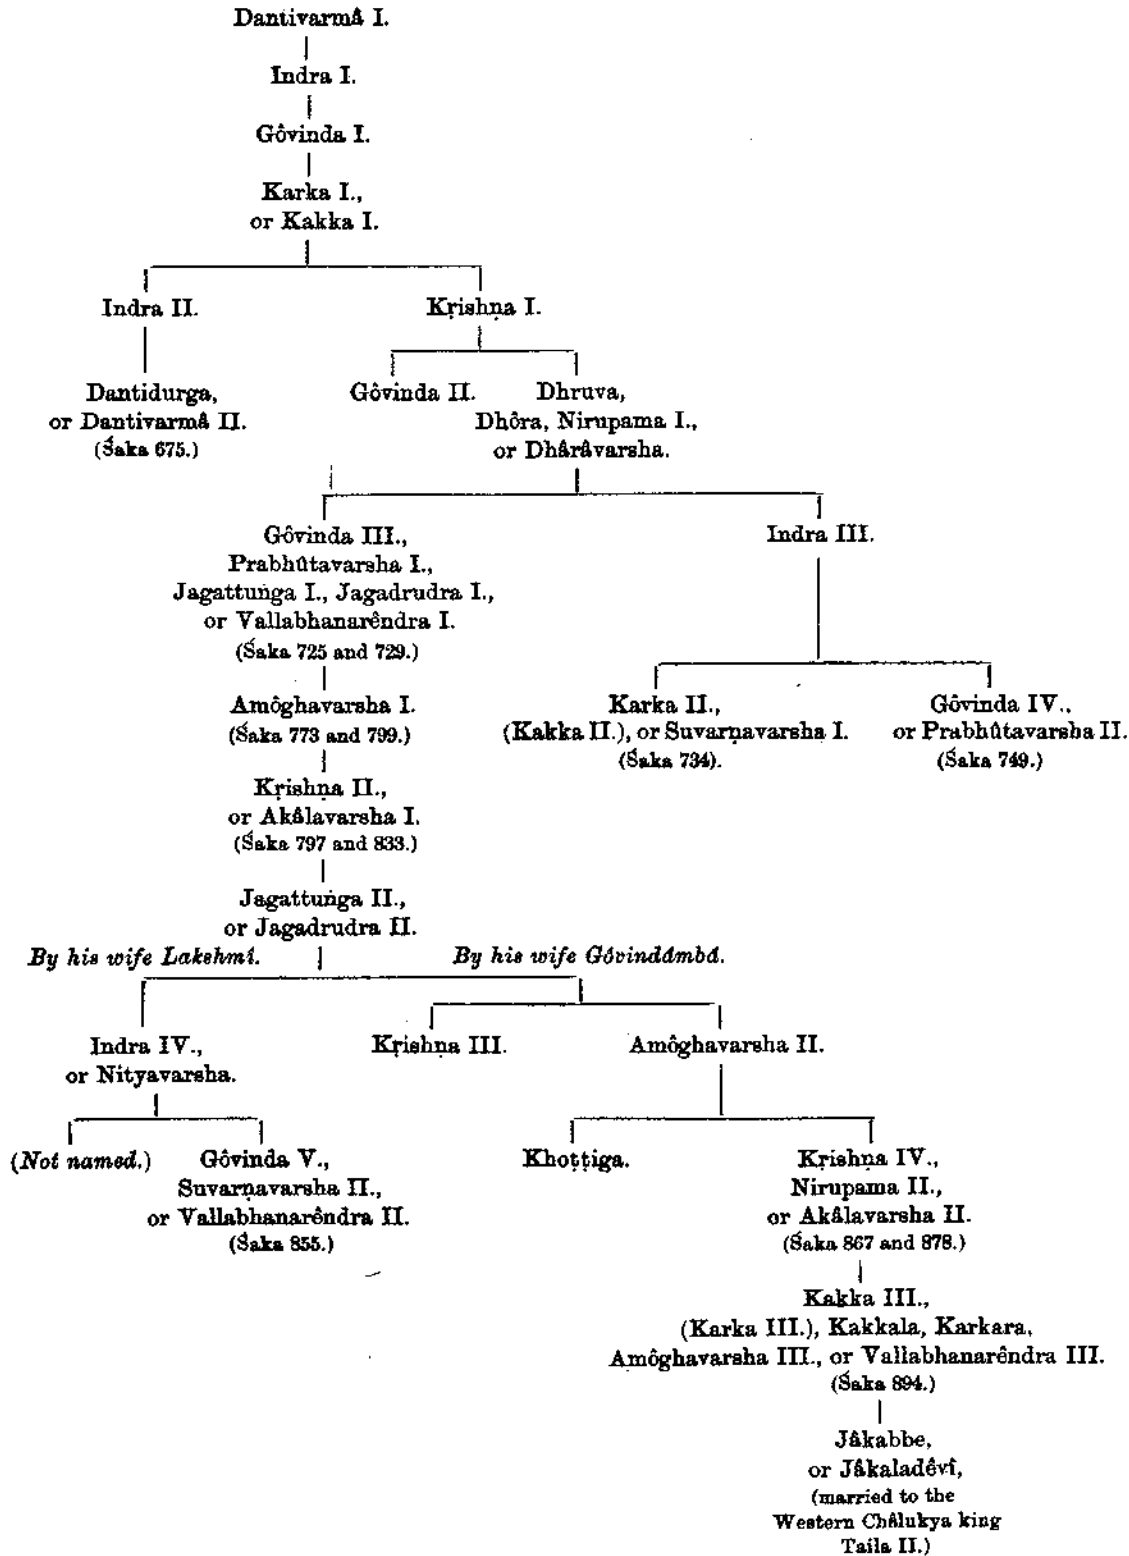 Dantivarmâ I.
Indra I.
Gôvinda I.
Karka I.,
or Kakka I.
Indra II.
Kṛishṇa I.
Dantidurga,
or Dantivarmâ II.
(Śaka 675.)
Gôvinda II.
Dhruva,
Dhôra, Nirupama I.,
or Dhârâvarsha.
Gôvinda III.,
Prabhûtavarsha I.,
Jagattuṅga I., Jagadrudra I.,
or Vallabhanarêndra I.
(Śaka 725 and 729.)
Indra III.
Amôghavarsha I.
(Śaka 773 and 799.)
Karka II.,
(Kakka II.), or Suvarṇavarsha I.
(Śaka 734).
Gôvinda IV.,
or Prabhûtavarsha II.
(Śaka 749.)
Kṛishṇa II.,
or Akâlavarsha I.
(Śaka 797 and 833.)
Jagattuṅga II.,
or Jagadrudra II.
By his wife Lakshmî.
By his wife Gôvindâmbâ.
Indra IV.,
or Nityavarsha.
Kṛishṇa III.
Amôghavarsha II.
(Not named.)
Gôvinda V.,
Suvarṇavarsha II.,
or Vallabhanarêndra II.
(Śaka 855.)
Khoṭṭiga.
Kṛishṇa IV.,
Nirupama II.,
or Akâlavarsha II.
(Śaka 867 and 878.)
Kakka III.,
(Karka III.), Kakkala, Karkara,
Amôghavarsha III., or Vallabhanarêndra III.
(Śaka 894.)
Jâkabbe,
or Jâkaladêvî,
(married to the
Western Châlukya king
Taila II.)